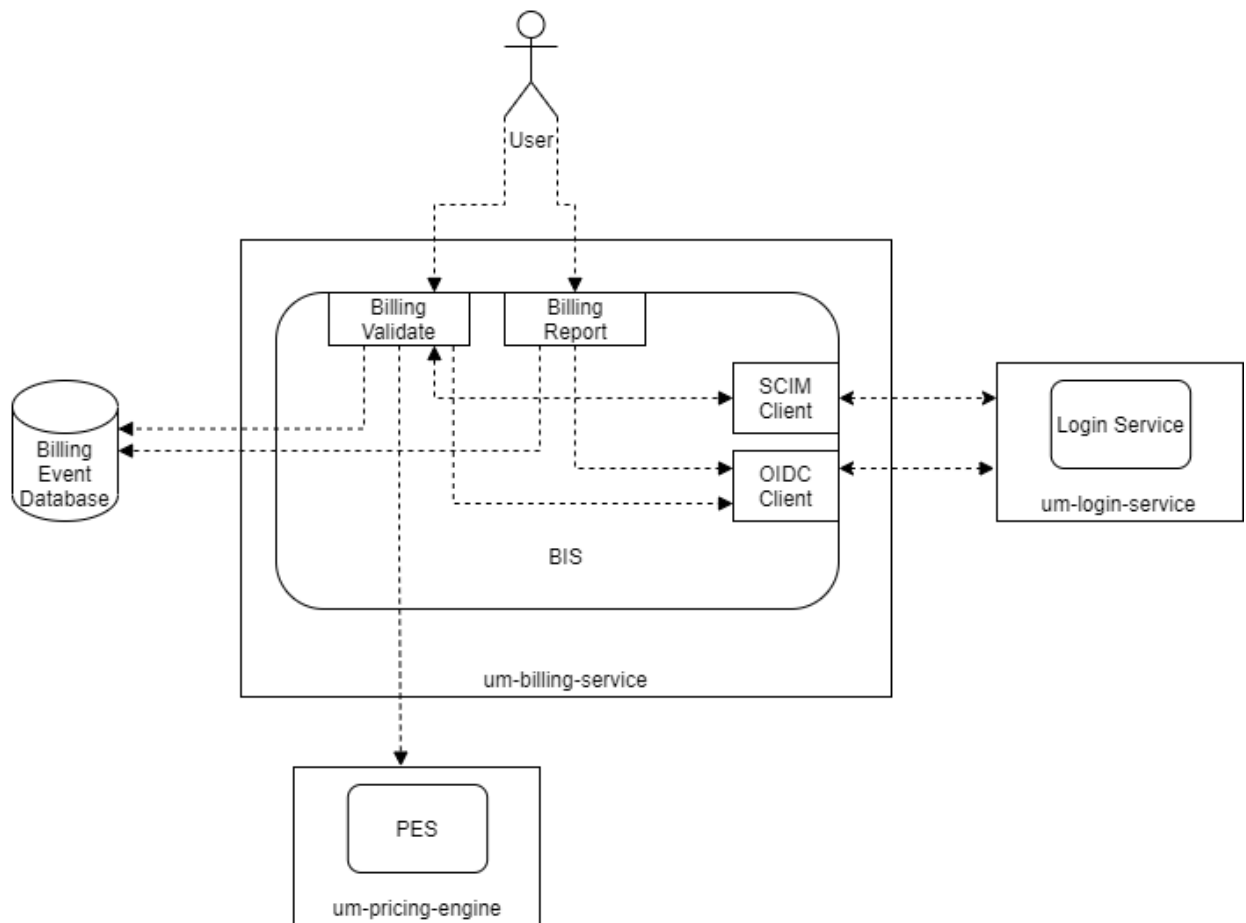 User
Billing
Validate
Billing
Report
SCIM
Client
Login Service
Billing
Event
Database
OIDC
Client
um-login-service
BIS
um-billing-service
PES
um-pricing-engine